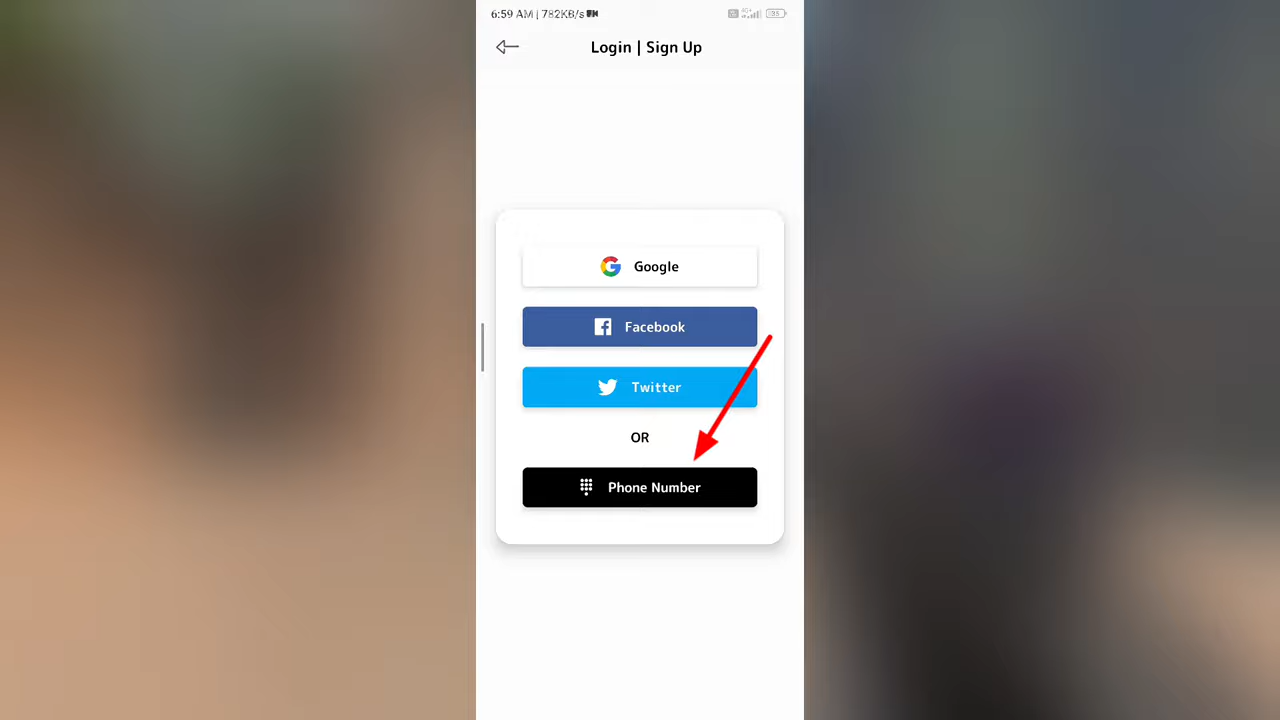 6:59 AM | 782KB/s
Login | Sign Up
Google
Facebook
Twitter
OR
Phone Number